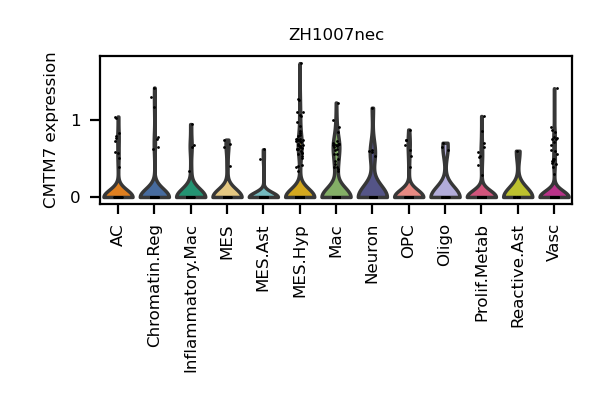 ZH1007nec
CMTM7 expression
1
0
AC
Chromatin.Reg
Inflammatory.Mac
MES
MES.Ast
MES.Hyp
Mac
Neuron
OPC
Oligo
Prolif.Metab
Reactive.Ast
Vasc